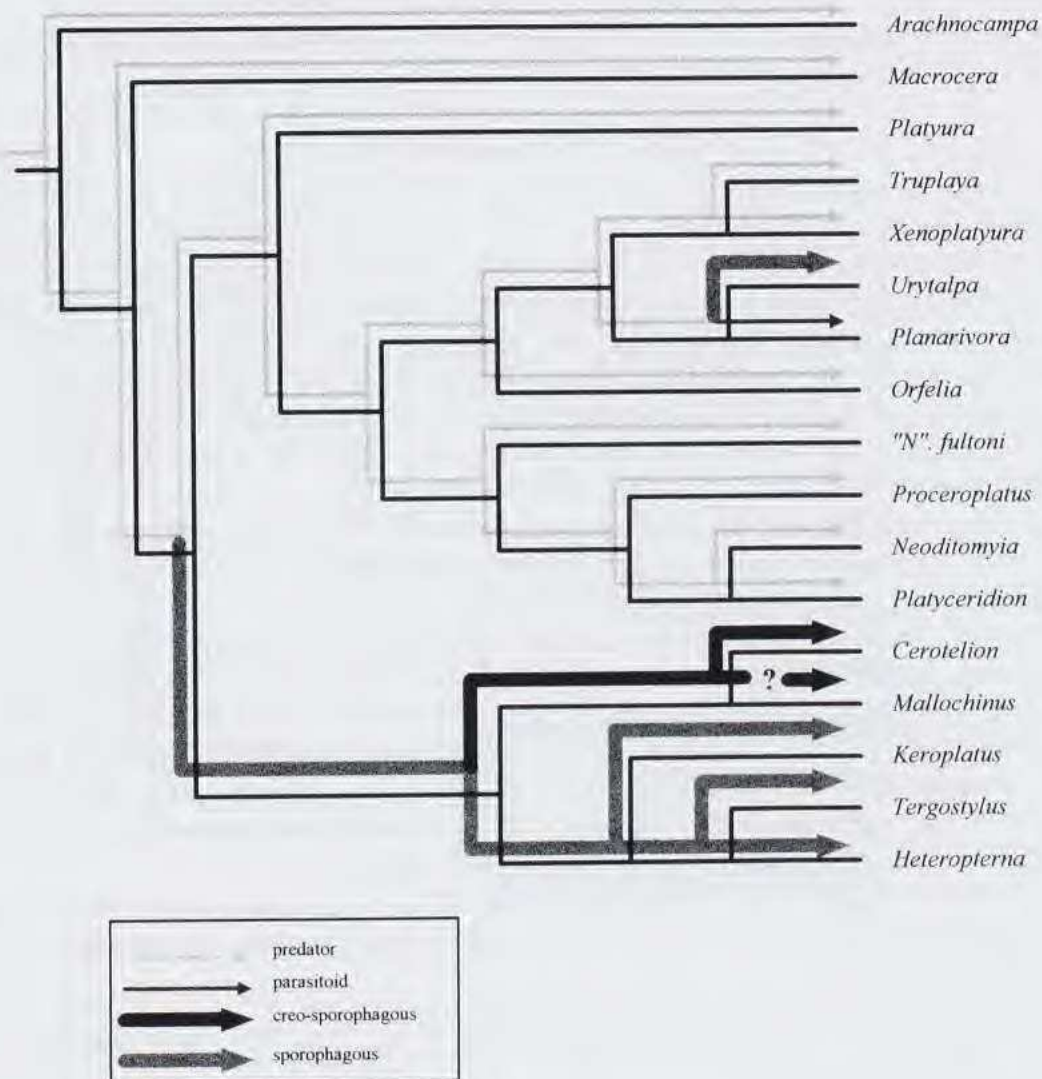 Arachnocampa
Macrocera
Platyura
Truplaya
Xenoplatyura
Urytalpa
Planarivora
Orfelia
"N". fultoni
Proceroplatus
Neoditomyia
Platyceridion
Cerotelion
?
Mallochinus
Keroplatus
Tergostylus
Heteropterna
predator
parasitoid
creo-sporophagous
sporophagous